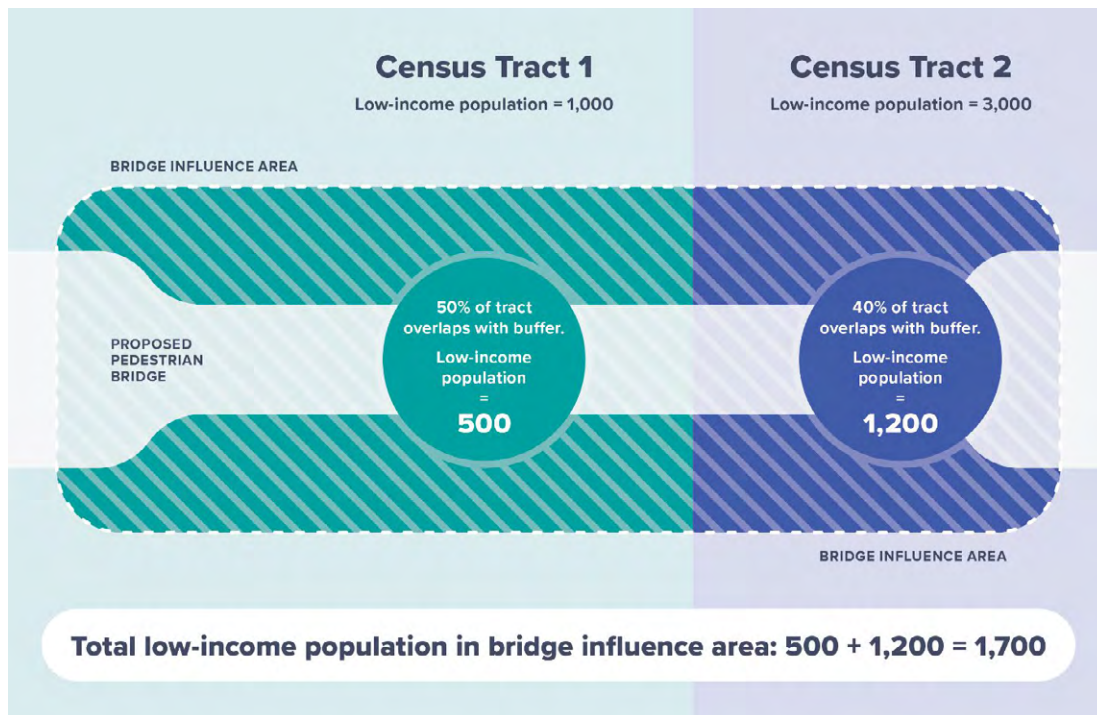 Census Tract 1
Low-income population = 1,000
Census Tract 2
Low-income population = 3,000
BRIDGE INFLUENCE AREA
PROPOSED
PEDESTRIAN
BRIDGE
50% of tract
overlaps with buffer.
Low-income
population
=
500
40% of tract
overlaps with buffer.
Low-income
population
=
1,200
BRIDGE INFLUENCE AREA
Total low-income population in bridge influence area: 500 + 1,200 = 1,700